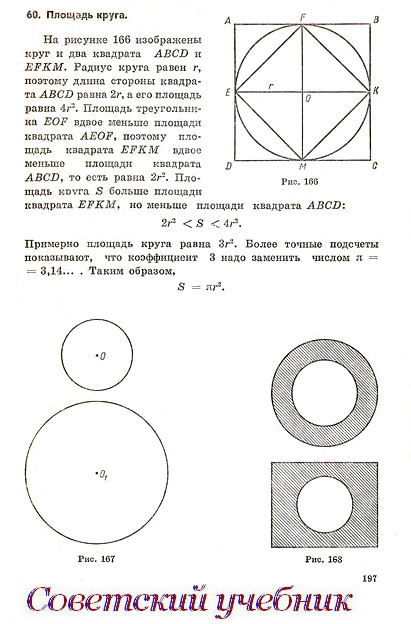 60. Площадь круга.
На рисунке 166 изображены
круг и два квадрата ABCD и
EFKM. Радиус круга равен r,
поэтому длина стороны квадра-
та ABCD равна 2r, а его площадь
равна 4r². Площадь треугольни-
ка EOF вдвое меньше площади
квадрата AEOF, поэтому пло-
щадь квадрата EFKM вдвое
меньше площади квадрата
ABCD, то есть равна 2r². Пло-
щадь круга S больше площади
квадрата EFKM, но меньше площади квадрата ABCD:
A F B
E r O K
D M C
Рис. 166
2r² < S < 4r².
Примерно площадь круга равна 3r². Более точные подсчеты
показывают, что коэффициент 3 надо заменить числом π =
= 3,14... . Таким образом,
S = πr².
O
O₁
Рис. 167
Рис. 168
197
Советский учебник